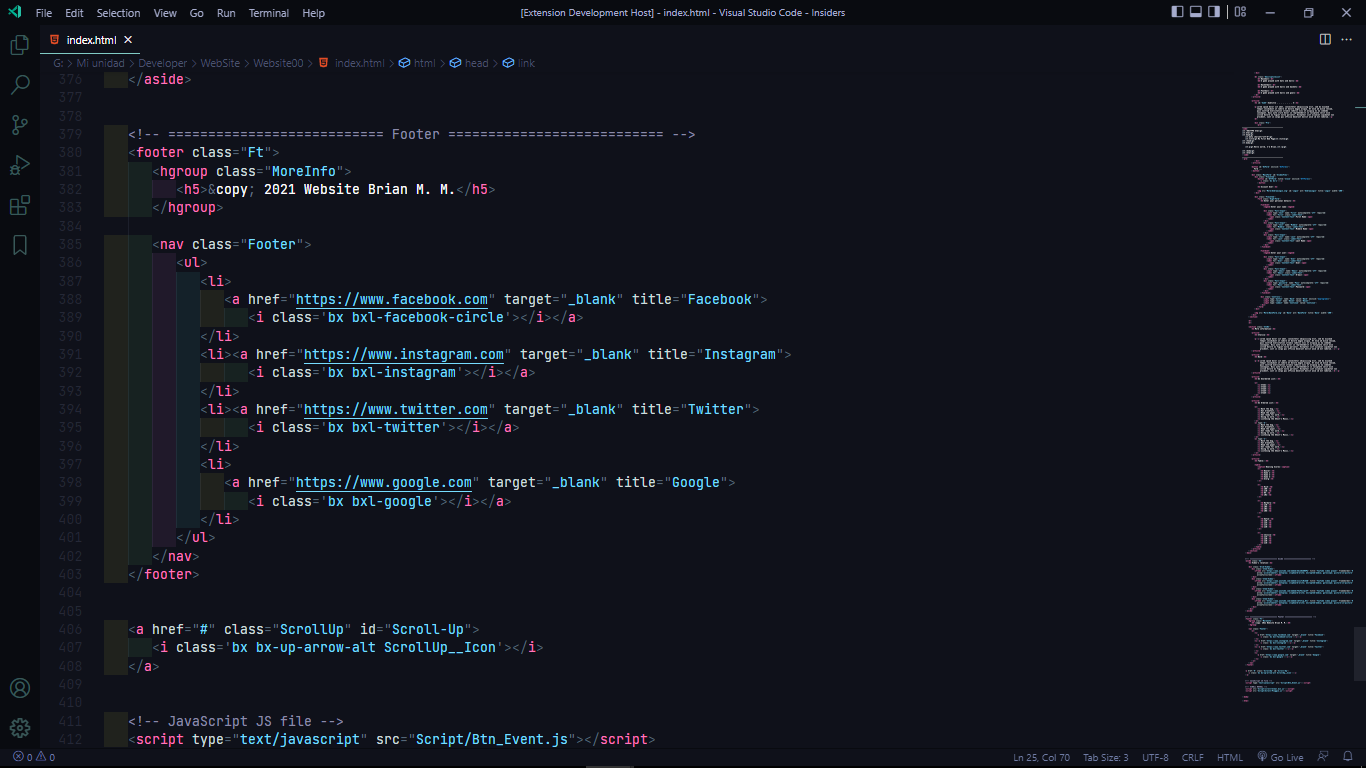 File Edit Selection View Go Run Terminal Help [Extension Development Host] - index.html - Visual Studio Code - Insiders
index.html
G: > Mi unidad > Developer > WebSite > Website00 > index.html > html > head > link
376 </aside>
377
378
379 <!-- =========================== Footer =========================== -->
380 <footer class="Ft">
381 <hgroup class="MoreInfo">
382 <h5>&copy; 2021 Website Brian M. M.</h5>
383 </hgroup>
384
385 <nav class="Footer">
386 <ul>
387 <li>
388 <a href="https://www.facebook.com" target="_blank" title="Facebook">
389 <i class='bx bxl-facebook-circle'></i></a>
390 </li>
391 <li><a href="https://www.instagram.com" target="_blank" title="Instagram">
392 <i class='bx bxl-instagram'></i></a>
393 </li>
394 <li><a href="https://www.twitter.com" target="_blank" title="Twitter">
395 <i class='bx bxl-twitter'></i></a>
396 </li>
397 <li>
398 <a href="https://www.google.com" target="_blank" title="Google">
399 <i class='bx bxl-google'></i></a>
400 </li>
401 </ul>
402 </nav>
403 </footer>
404
405
406 <a href="#" class="ScrollUp" id="Scroll-Up">
407 <i class='bx bx-up-arrow-alt ScrollUp__Icon'></i>
408 </a>
409
410
411 <!-- JavaScript JS file -->
412 <script type="text/javascript" src="Script/Btn_Event.js"></script>
0 0 Ln 25, Col 70 Tab Size: 3 UTF-8 CRLF HTML Go Live